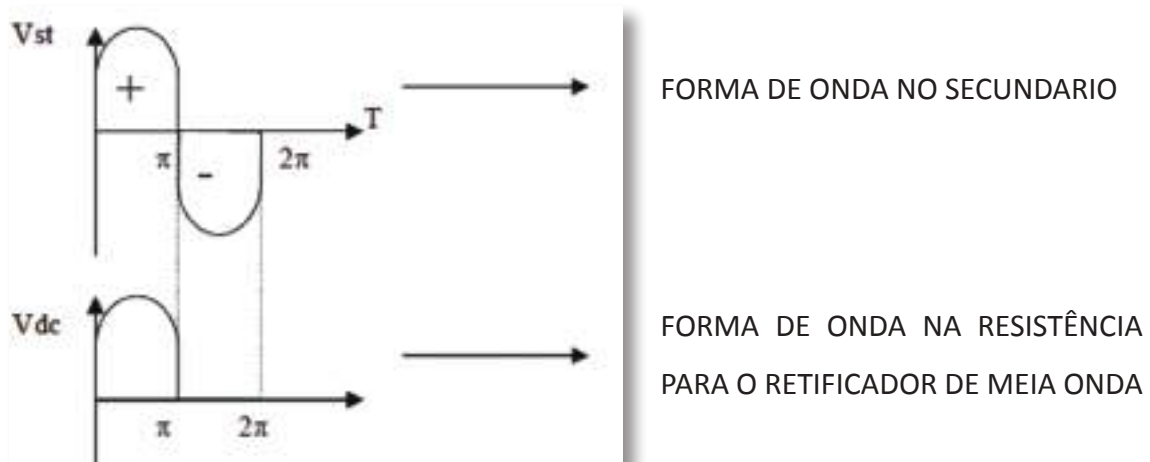 Vst
+
T
π
-
2π
FORMA DE ONDA NO SECUNDARIO
Vdc
π
2π
FORMA DE ONDA NA RESISTÊNCIA
PARA O RETIFICADOR DE MEIA ONDA